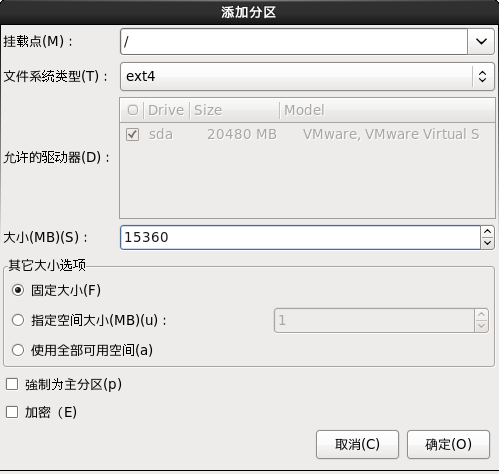 添加分区
挂载点(M)：
/
文件系统类型(T)：
ext4
Drive Size Model
sda 20480 MB VMware, VMware Virtual S
允许的驱动器(D)：
大小(MB)(S)：
15360
其它大小选项
固定大小(F)
指定空间大小(MB)(u)：
1
使用全部可用空间(a)
強制为主分区(p)
加密（E)
取消(C)
确定(O)